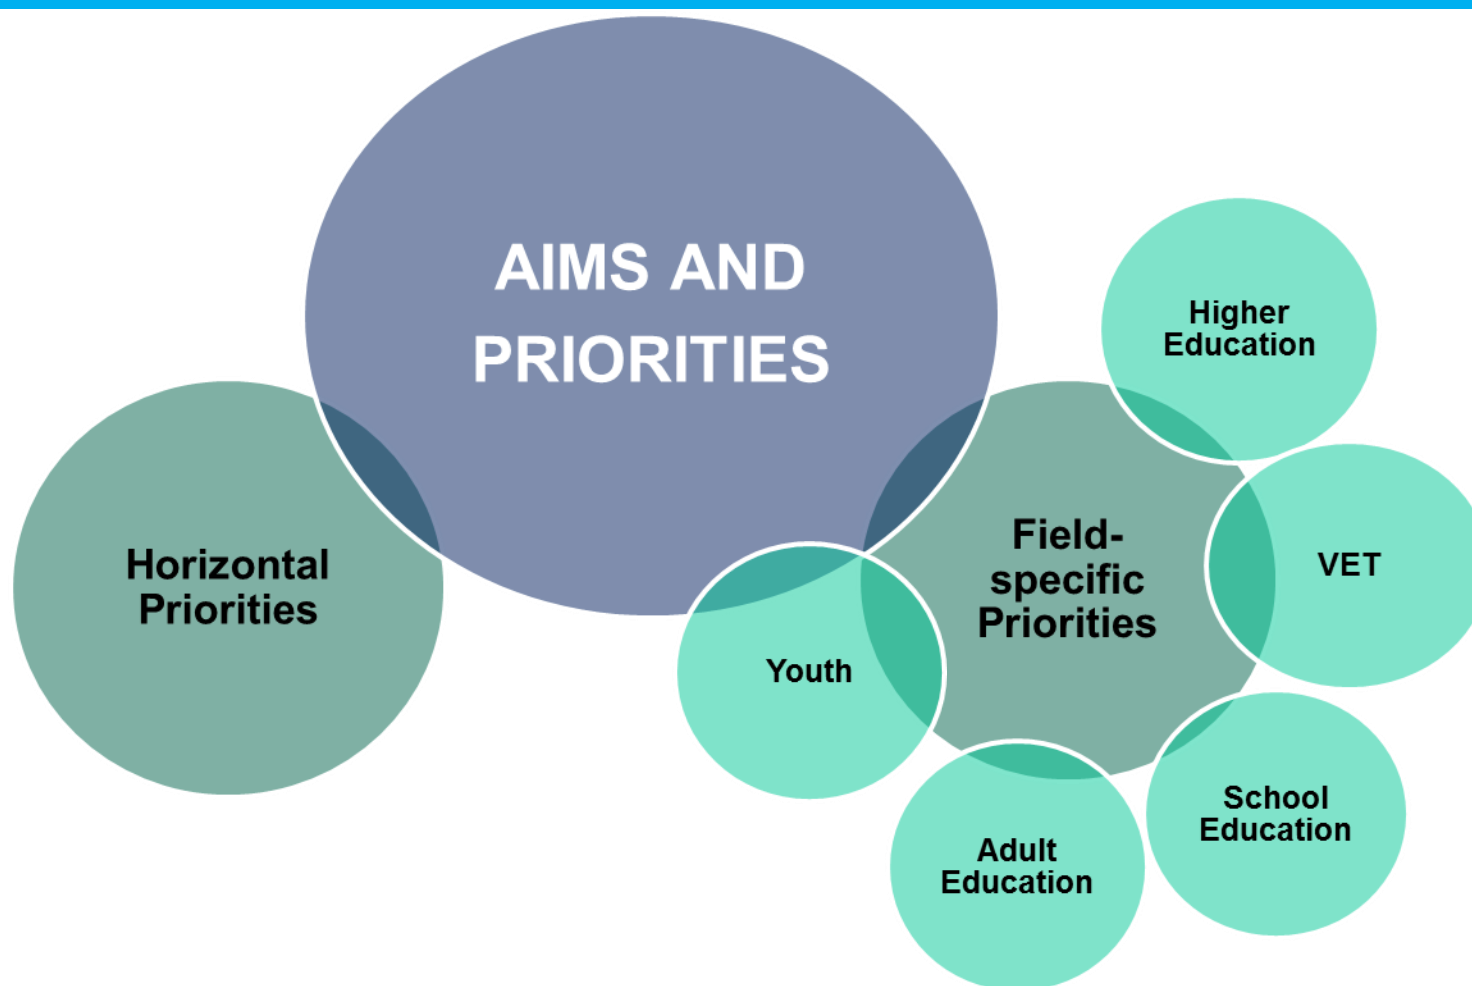 AIMS AND
PRIORITIES
Horizontal
Priorities
Field-
specific
Priorities
Higher
Education
VET
School
Education
Adult
Education
Youth